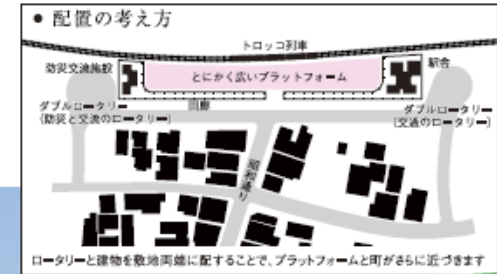 ● 配置の考え方
トロッコ列車
防災交流施設
とにかく広いプラットフォーム
駅舎
ダブルロータリー
(防災と交流のロータリー)
回廊
ダブルロータリー
(交通のロータリー)
昭和通り
ロータリーと建物を敷地両端に配することで、プラットフォームと町がさらに近づきます